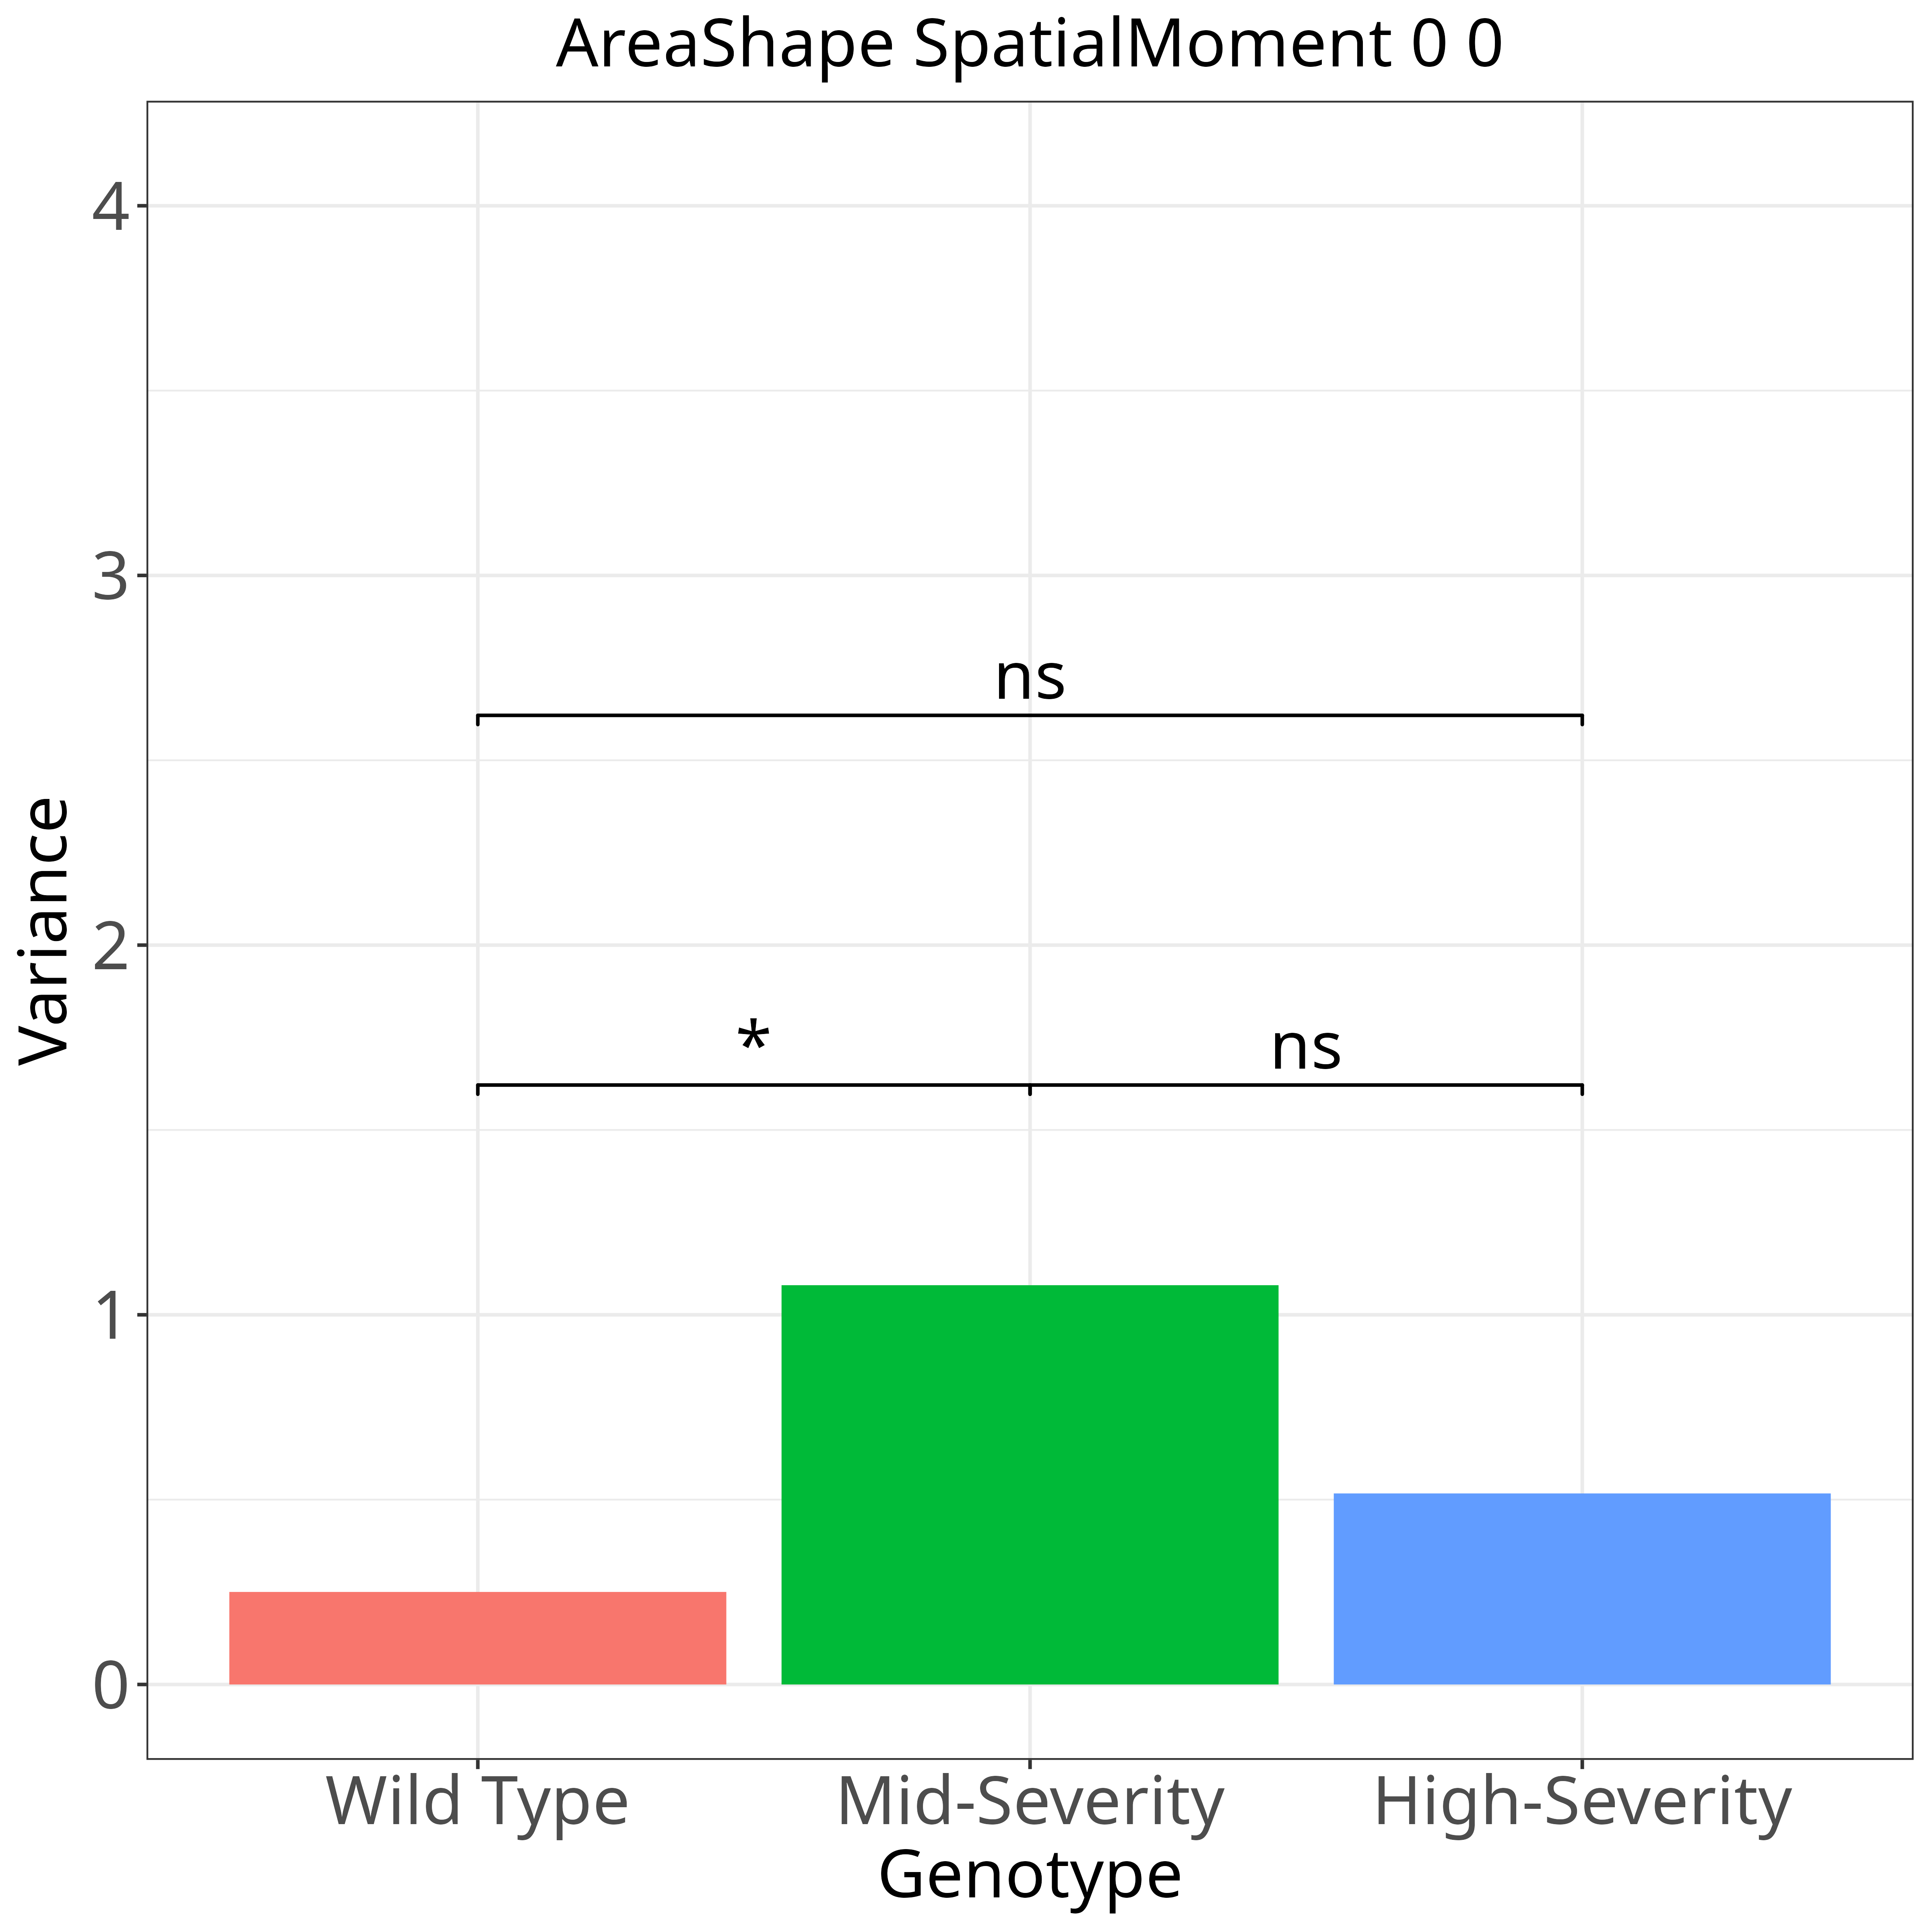 AreaShape SpatialMoment 0 0
4
3
ns
Variance
2
* ns
1
0
Wild Type Mid-Severity High-Severity
Genotype